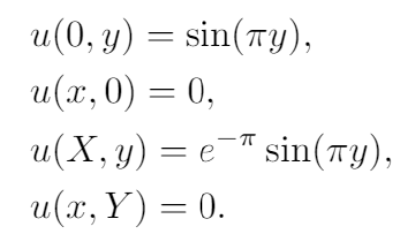 u(0, y) = sin(πy),
u(x, 0) = 0,
u(X, y) = e^{−π} sin(πy),
u(x, Y) = 0.